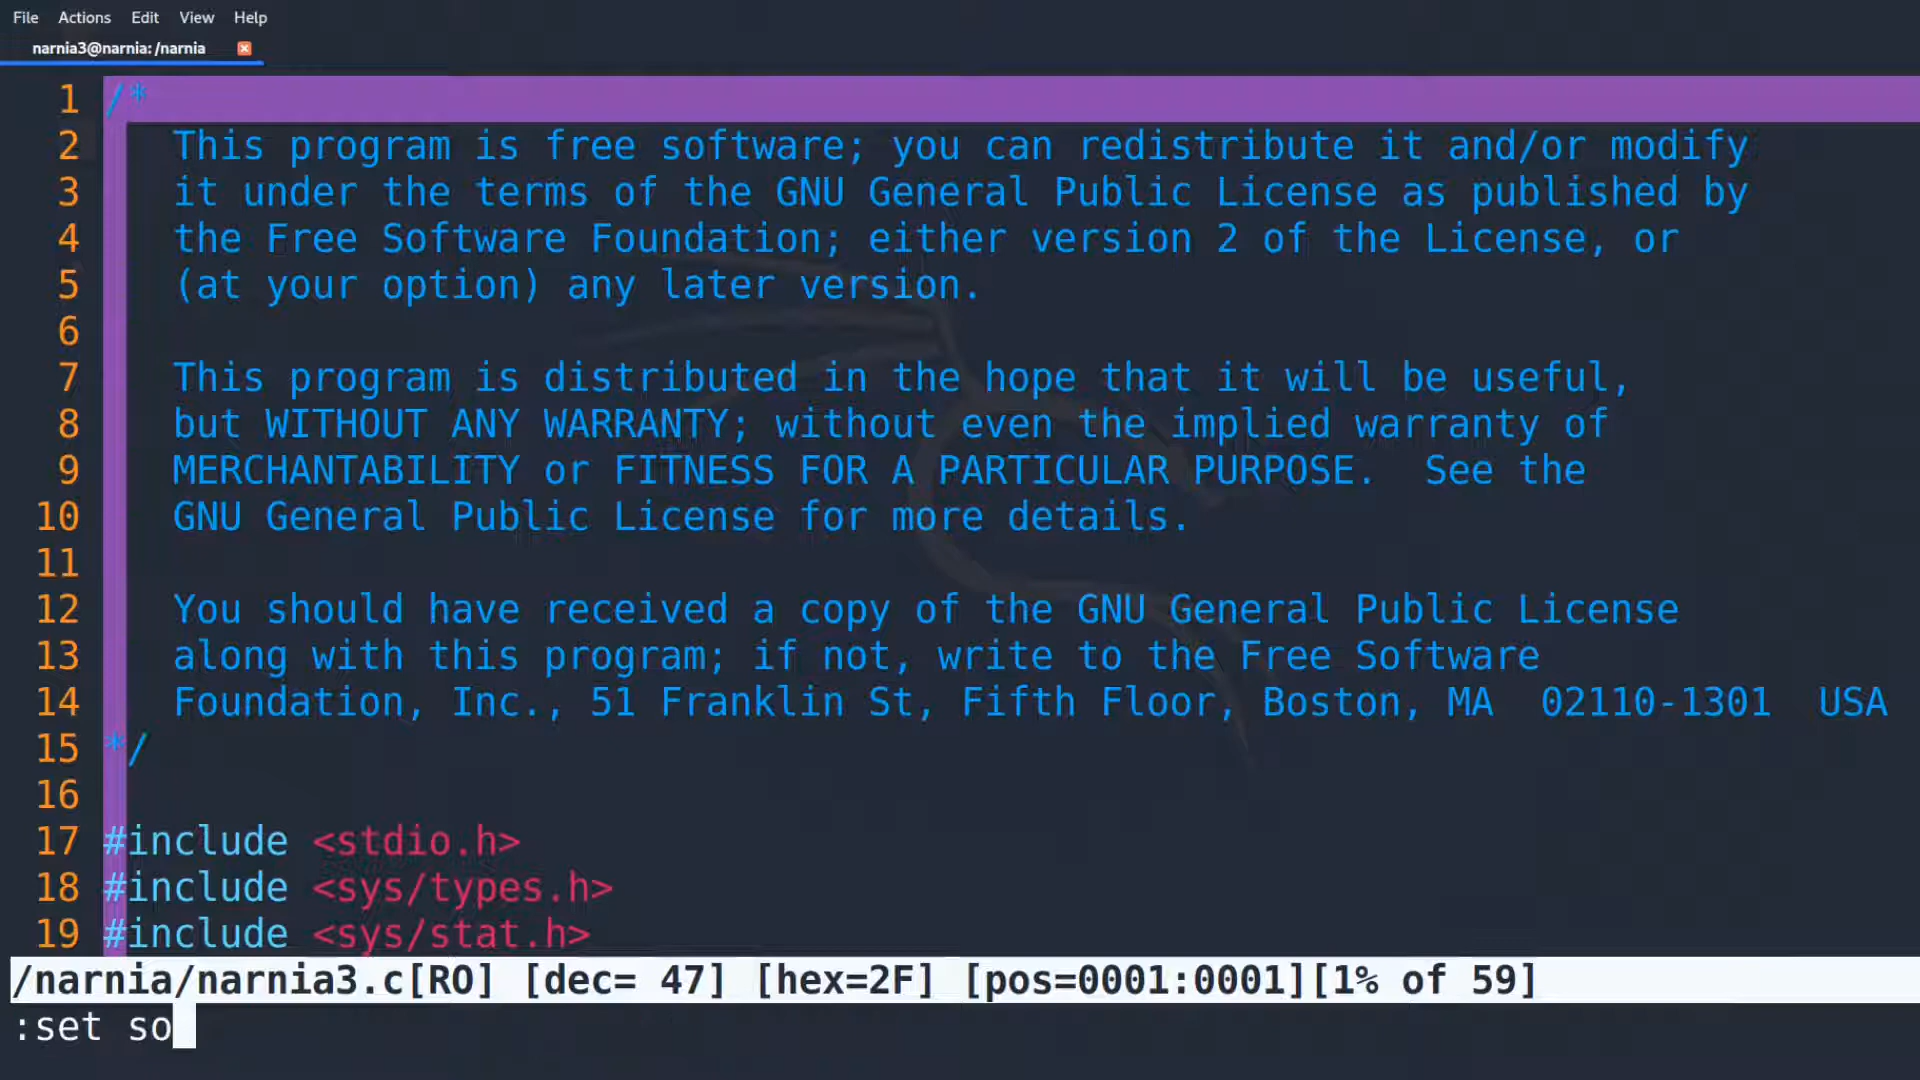 File Actions Edit View Help
narnia3@narnia: /narnia
1 /*
2    This program is free software; you can redistribute it and/or modify
3    it under the terms of the GNU General Public License as published by
4    the Free Software Foundation; either version 2 of the License, or
5    (at your option) any later version.
6
7    This program is distributed in the hope that it will be useful,
8    but WITHOUT ANY WARRANTY; without even the implied warranty of
9    MERCHANTABILITY or FITNESS FOR A PARTICULAR PURPOSE.  See the
10    GNU General Public License for more details.
11
12    You should have received a copy of the GNU General Public License
13    along with this program; if not, write to the Free Software
14    Foundation, Inc., 51 Franklin St, Fifth Floor, Boston, MA  02110-1301  USA
15 */
16
17 #include <stdio.h>
18 #include <sys/types.h>
19 #include <sys/stat.h>
/narnia/narnia3.c[RO] [dec= 47] [hex=2F] [pos=0001:0001][1% of 59]
:set so